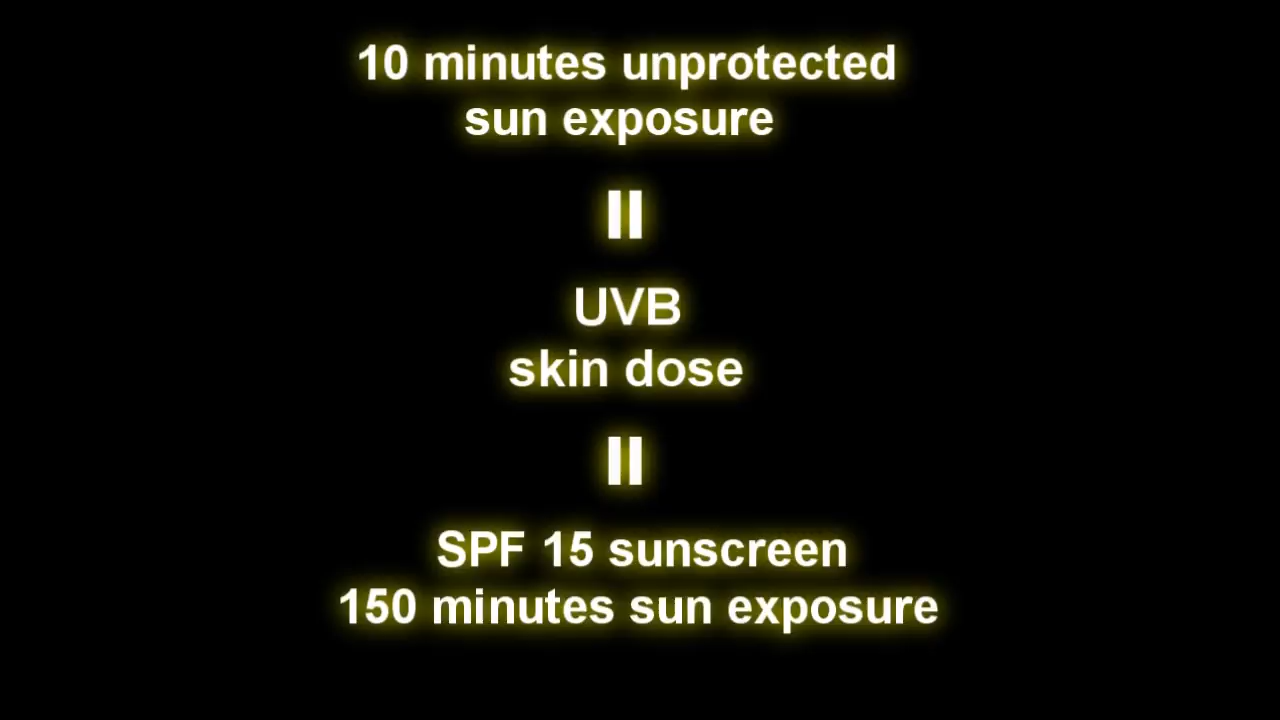 10 minutes unprotected
sun exposure
=
UVB
skin dose
=
SPF 15 sunscreen
150 minutes sun exposure